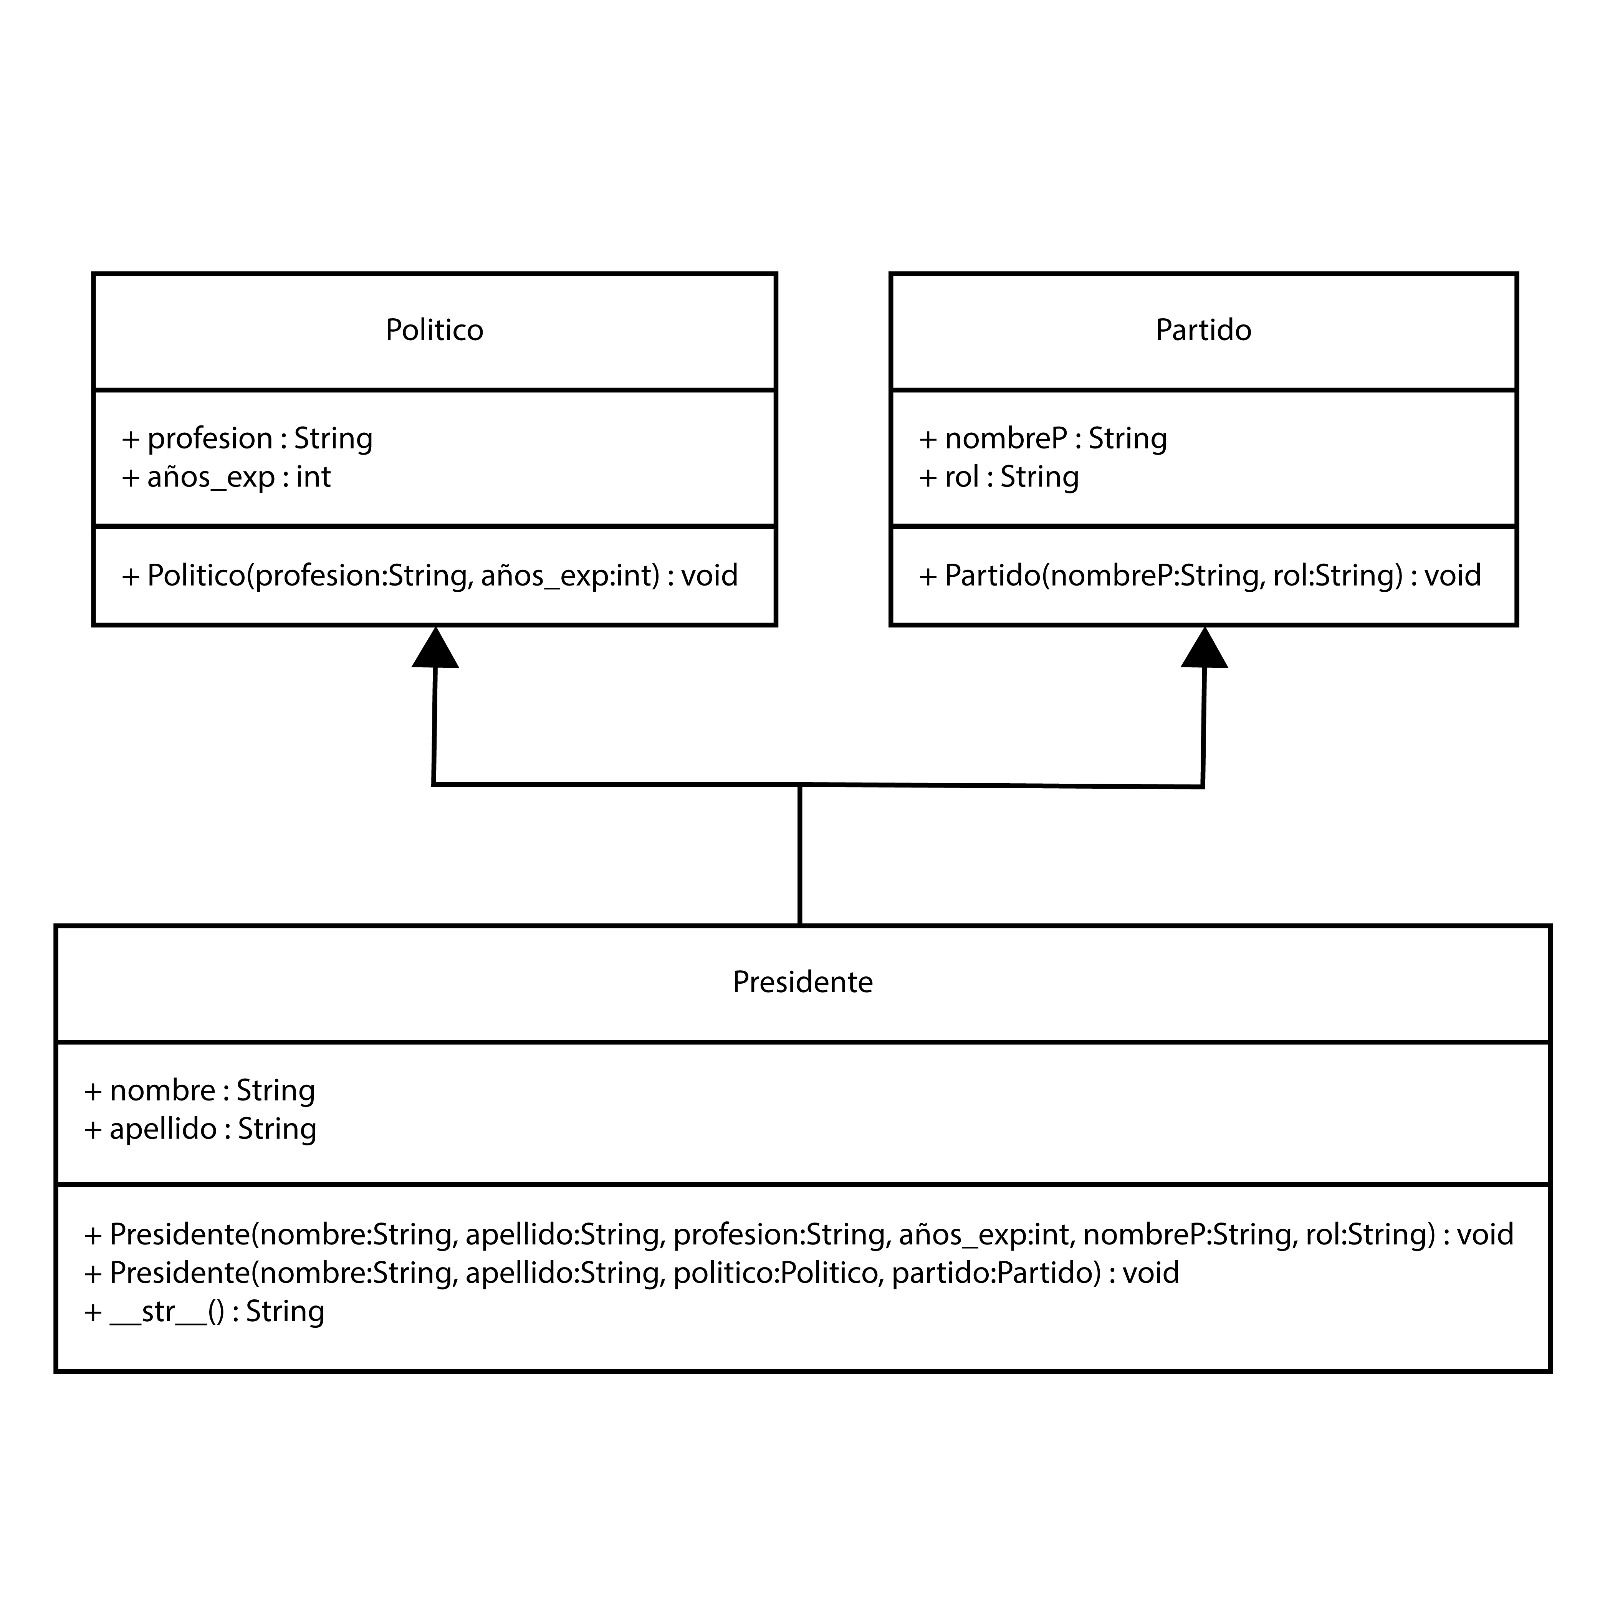 Politico
+ profesion : String
+ años_exp : int
+ Politico(profesion:String, años_exp:int) : void
Partido
+ nombreP : String
+ rol : String
+ Partido(nombreP:String, rol:String) : void
Presidente
+ nombre : String
+ apellido : String
+ Presidente(nombre:String, apellido:String, profesion:String, años_exp:int, nombreP:String, rol:String) : void
+ Presidente(nombre:String, apellido:String, politico:Politico, partido:Partido) : void
+ __str__() : String